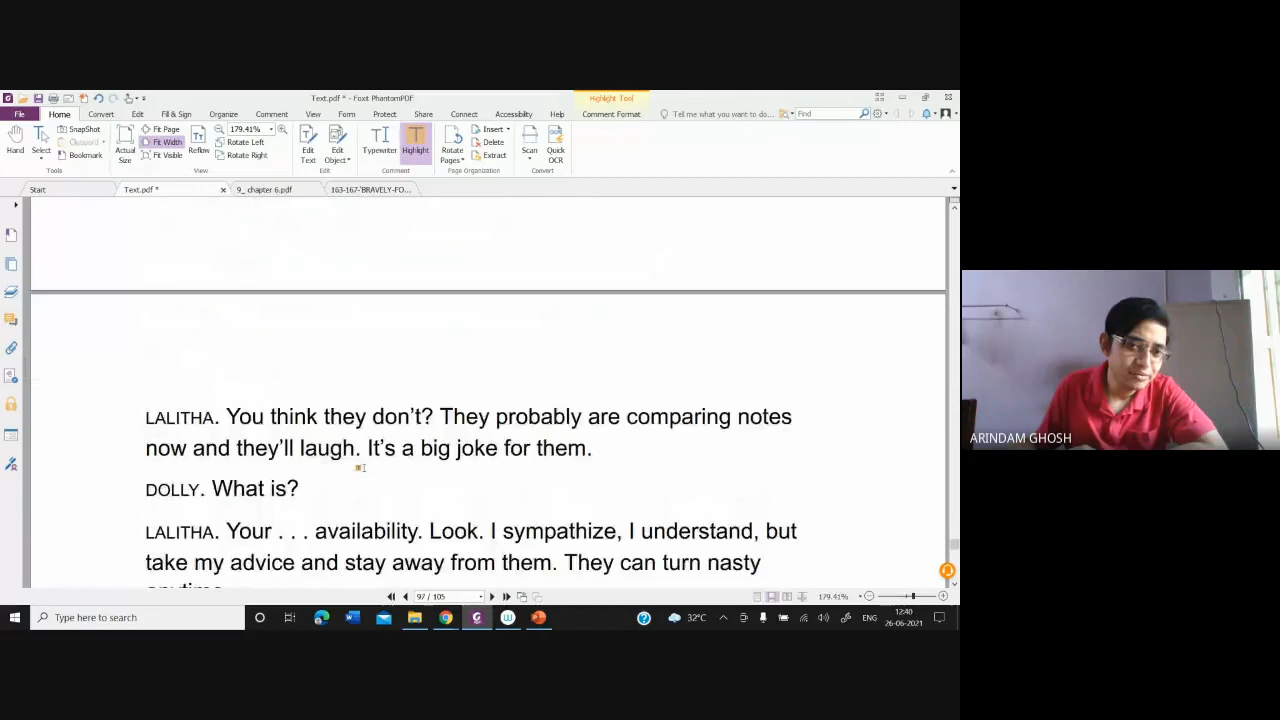 Text.pdf * - Foxit PhantomPDF
Highlight Tool
File Home Convert Edit Fill & Sign Organize Comment View Form Protect Share Connect Accessibility Help Comment Format Tell me what you want to do... Find
SnapShot
Clipboard
Bookmark
Hand Select
Tools
Actual Size
Fit Page
Fit Width
Fit Visible
Reflow
179.41%
Rotate Left
Rotate Right
View
Edit Text
Edit Object
Edit
Typewriter
Highlight
Comment
Rotate Pages
Insert
Delete
Extract
Page Organization
Scan
Quick OCR
Convert
Start Text.pdf * 9_ chapter 6.pdf 163-167-'BRAVELY-FO...
LALITHA. You think they don’t? They probably are comparing notes
now and they’ll laugh. It’s a big joke for them.
DOLLY. What is?
LALITHA. Your . . . availability. Look. I sympathize, I understand, but
take my advice and stay away from them. They can turn nasty
anytime
97 / 105
179.41%
Type here to search
32°C
ENG
12:40
26-06-2021
ARINDAM GHOSH